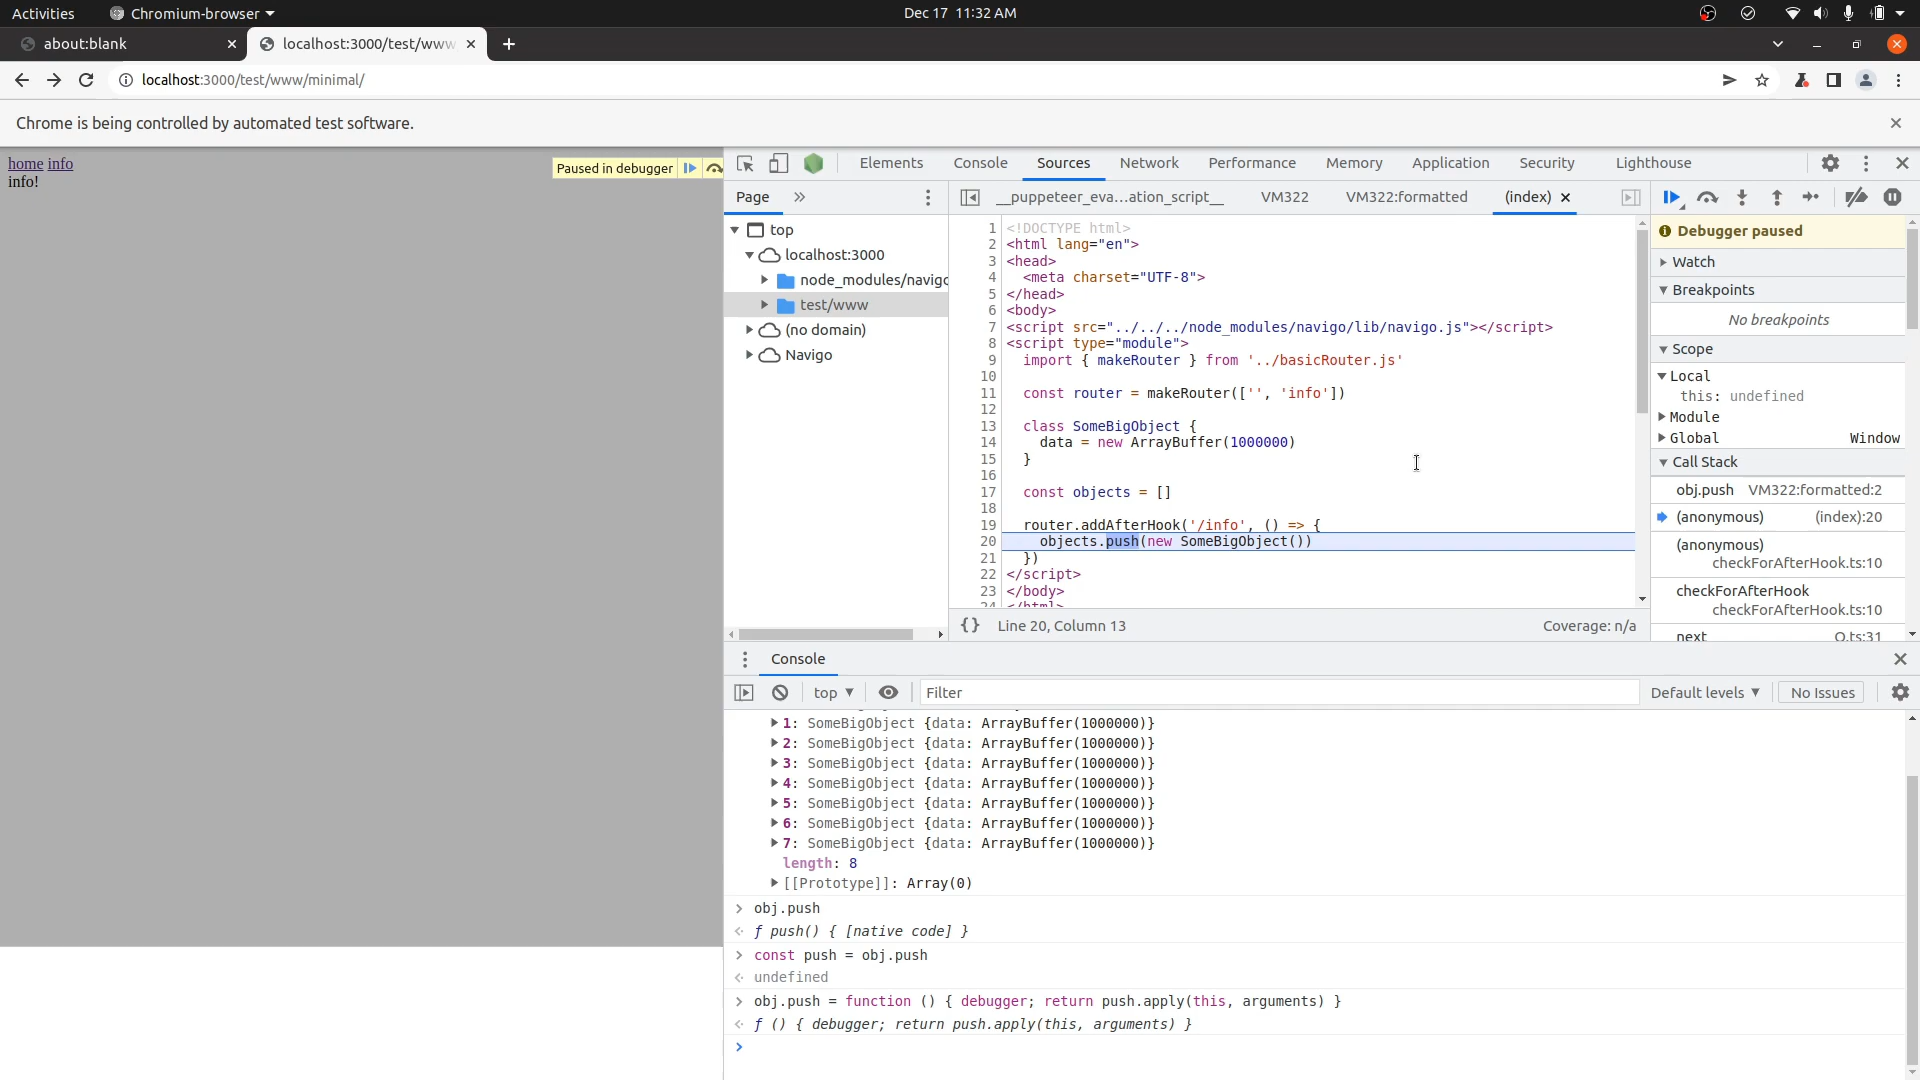 Activities
Chromium-browser
Dec 17 11:32 AM
about:blank
localhost:3000/test/www
localhost:3000/test/www/minimal/
Chrome is being controlled by automated test software.
home info
info!
Paused in debugger
Elements Console Sources Network Performance Memory Application Security Lighthouse
Page
top
localhost:3000
node_modules/navigo
test/www
(no domain)
Navigo
__puppeteer_eva…ation_script__ VM322 VM322:formatted (index)
1 <!DOCTYPE html>
2 <html lang="en">
3 <head>
4 <meta charset="UTF-8">
5 </head>
6 <body>
7 <script src="../../../node_modules/navigo/lib/navigo.js"></script>
8 <script type="module">
9 import { makeRouter } from '../basicRouter.js'
10
11 const router = makeRouter(['', 'info'])
12
13 class SomeBigObject {
14 data = new ArrayBuffer(1000000)
15 }
16
17 const objects = []
18
19 router.addAfterHook('/info', () => {
20 objects.push(new SomeBigObject())
21 })
22 </script>
23 </body>
24 </html>
{} Line 20, Column 13
Coverage: n/a
Debugger paused
Watch
Breakpoints
No breakpoints
Scope
Local
this: undefined
Module
Global Window
Call Stack
obj.push VM322:formatted:2
(anonymous) (index):20
(anonymous)
checkForAfterHook.ts:10
checkForAfterHook
checkForAfterHook.ts:10
next Q.ts:31
Console
top
Filter
Default levels
No Issues
1: SomeBigObject {data: ArrayBuffer(1000000)}
2: SomeBigObject {data: ArrayBuffer(1000000)}
3: SomeBigObject {data: ArrayBuffer(1000000)}
4: SomeBigObject {data: ArrayBuffer(1000000)}
5: SomeBigObject {data: ArrayBuffer(1000000)}
6: SomeBigObject {data: ArrayBuffer(1000000)}
7: SomeBigObject {data: ArrayBuffer(1000000)}
length: 8
[[Prototype]]: Array(0)
obj.push
ƒ push() { [native code] }
const push = obj.push
undefined
obj.push = function () { debugger; return push.apply(this, arguments) }
ƒ () { debugger; return push.apply(this, arguments) }